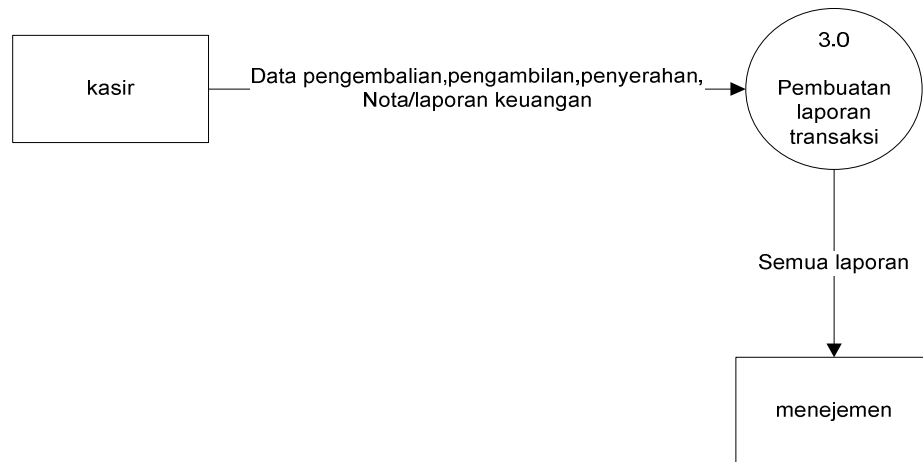 kasir
Data pengembalian,pengambilan,penyerahan,
Nota/laporan keuangan
3.0
Pembuatan
laporan
transaksi
Semua laporan
menejemen